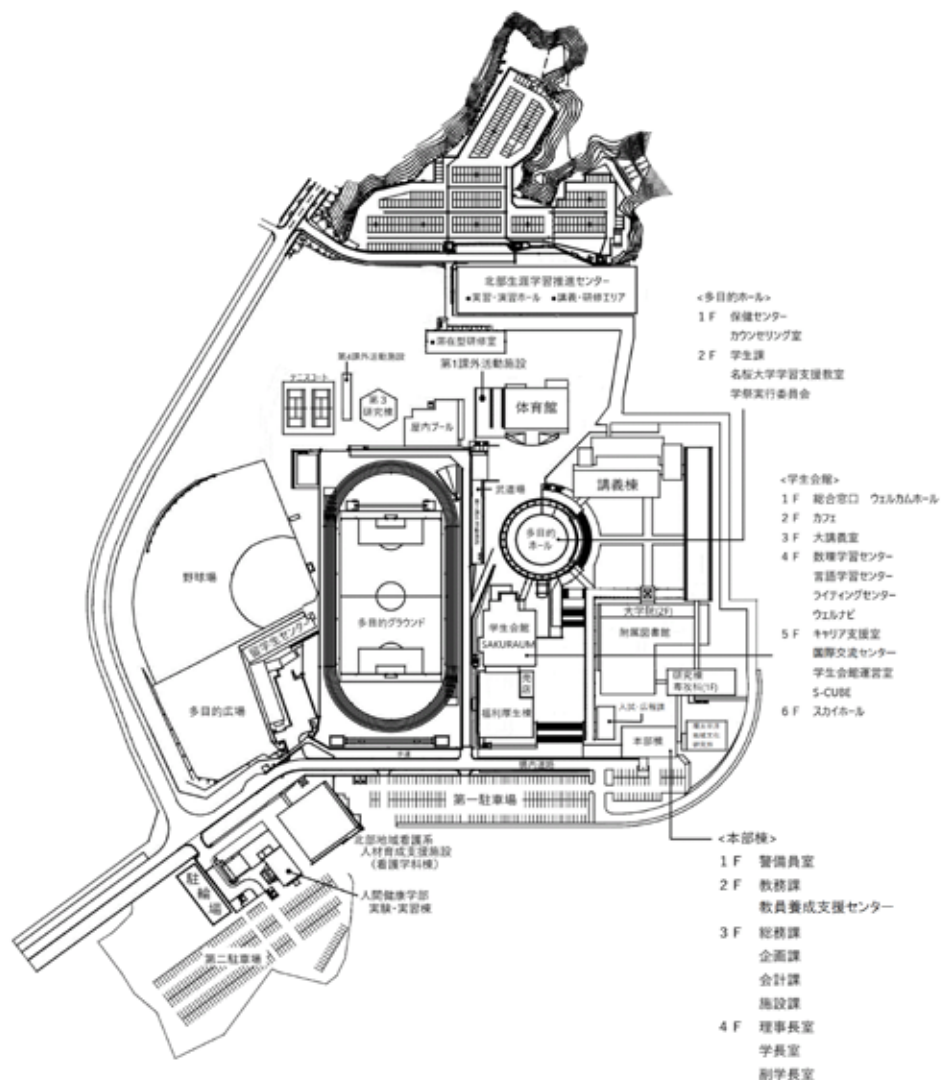 北部生涯学習推進センター
●実習・演習ホール ●講義・研修エリア
●滞在型研修室
第4課外活動施設
第1課外活動施設
テニスコート
第3
研究棟
屋内プール
体育館
講義棟
武道場
多目的
ホール
野球場
多目的グラウンド
留学生センター
多目的広場
学生会館
SAKURAUM
売店
福利厚生棟
大学院(2F)
附属図書館
研究棟
専攻科(1F)
入試・広報課
本部棟
歩道
構内道路
第一駐車場
北部地域看護系
人材育成支援施設
(看護学科棟)
人間健康学部
実験・実習棟
駐輪場
第二駐車場
<多目的ホール>
1F 保健センター
カウンセリング室
2F 学生課
名桜大学学習支援教室
学祭実行委員会
<学生会館>
1F 総合窓口 ウェルカムホール
2F カフェ
3F 大講義室
4F 数理学習センター
言語学習センター
ライティングセンター
ウェルナビ
5F キャリア支援室
国際交流センター
学生会館運営室
S-CUBE
6F スカイホール
<本部棟>
1F 警備員室
2F 教務課
教員養成支援センター
3F 総務課
企画課
会計課
施設課
4F 理事長室
学長室
副学長室